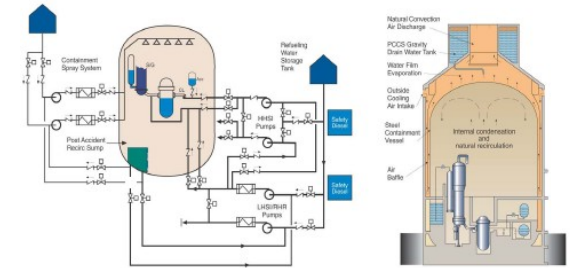 Containment
Spray System
S/G
CL
Post Accident
Recirc Sump
Refueling
Water
Storage
Tank
HHSI
Pumps
Safety
Diesel
Safety
Diesel
LHSI/RHR
Pumps
Natural Convection
Air Discharge
PCCS Gravity
Drain Water Tank
Water Film
Evaporation
Outside
Cooling
Air Intake
Steel
Containment
Vessel
Air
Baffle
Internal condensation
and
natural recirculation